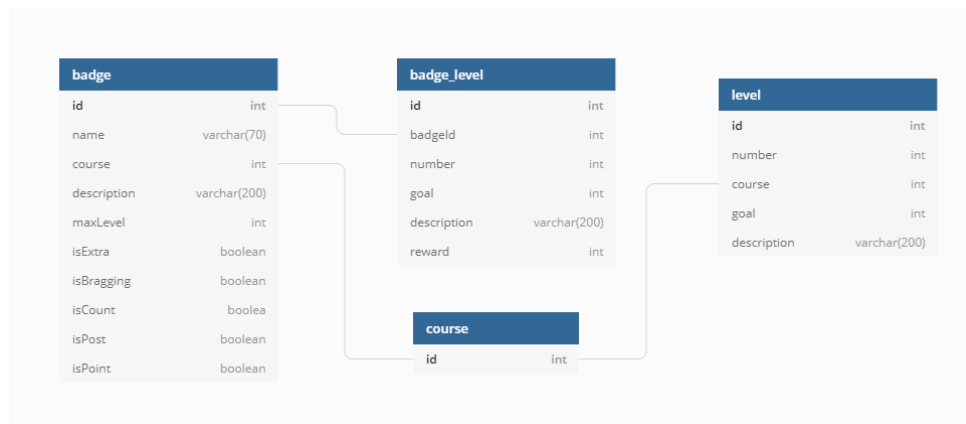 badge
id int
name varchar(70)
course int
description varchar(200)
maxLevel int
isExtra boolean
isBragging boolean
isCount boolea
isPost boolean
isPoint boolean
badge_level
id int
badgeId int
number int
goal int
description varchar(200)
reward int
course
id int
level
id int
number int
course int
goal int
description varchar(200)